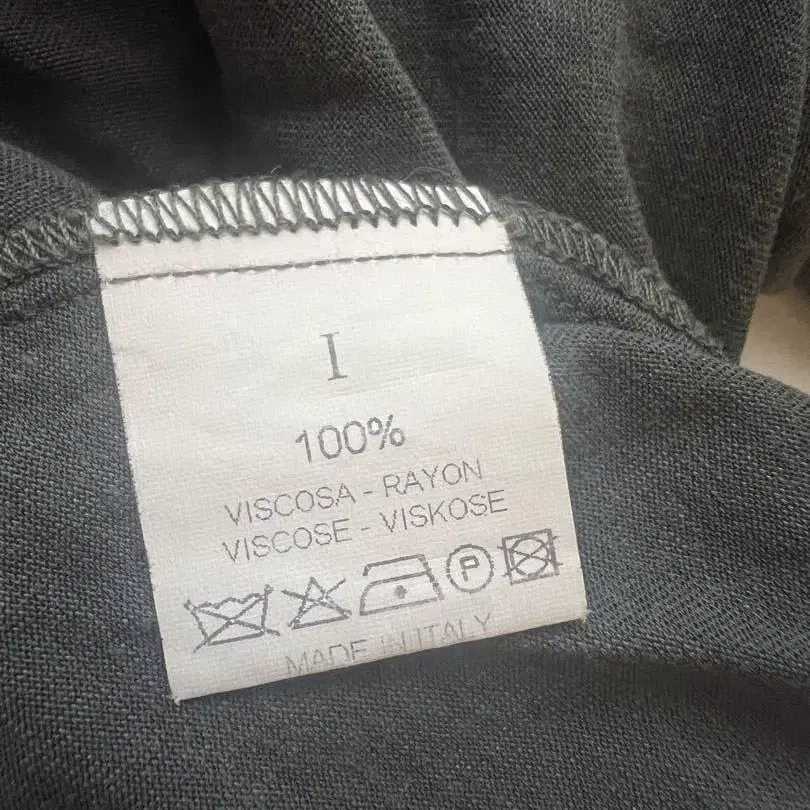 I
100%
VISCOSA - RAYON
VISCOSE - VISKOSE
P
MADE IN ITALY